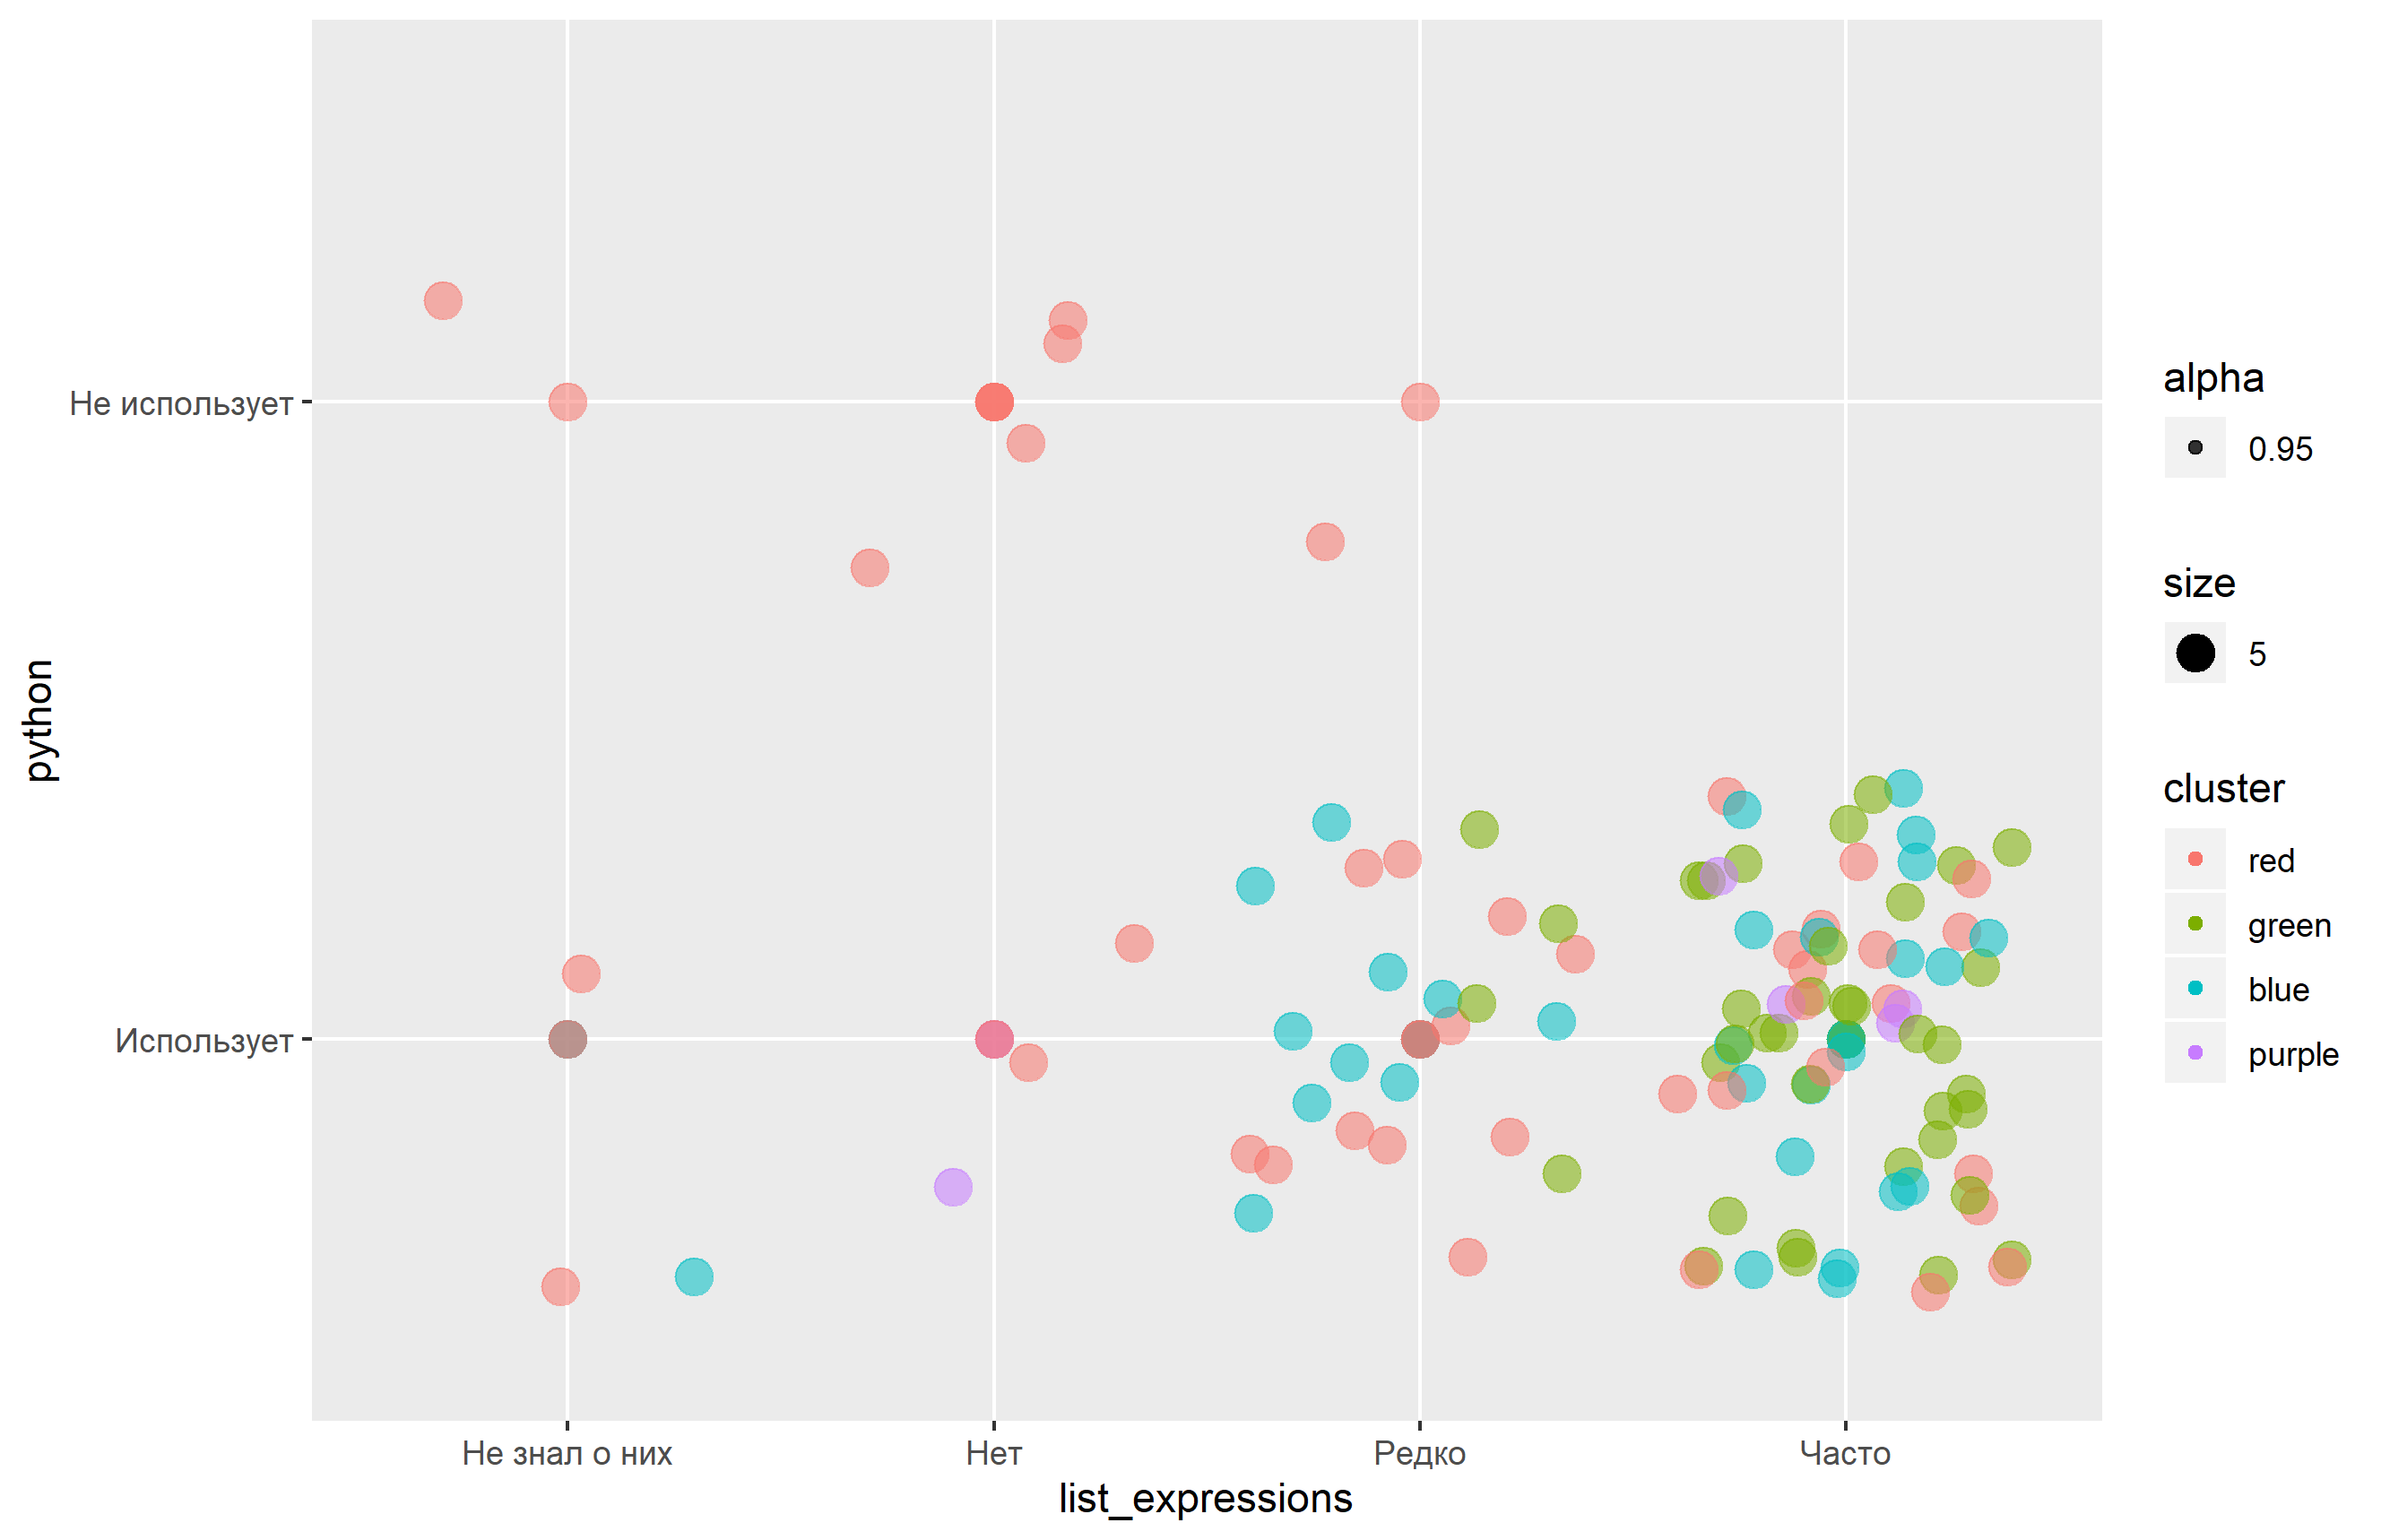 python
Не использует
Использует
Не знал о них
Нет
Редко
Часто
list_expressions
alpha
0.95
size
5
cluster
red
green
blue
purple